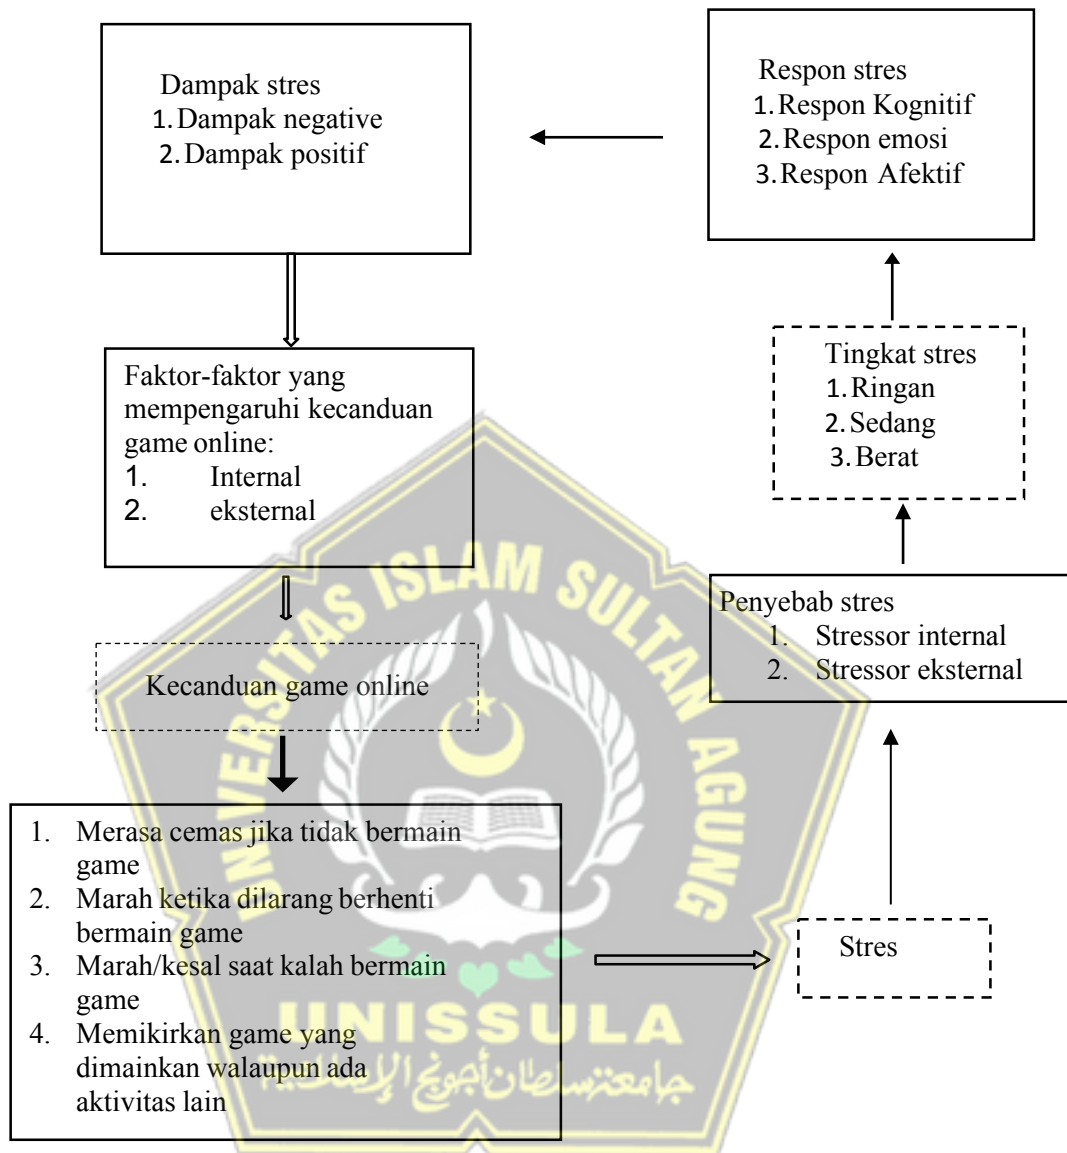 Dampak stres
1. Dampak negative
2. Dampak positif
Respon stres
1. Respon Kognitif
2. Respon emosi
3. Respon Afektif
Faktor-faktor yang
mempengaruhi kecanduan
game online:
1. Internal
2. eksternal
Tingkat stres
1. Ringan
2. Sedang
3. Berat
Penyebab stres
1. Stressor internal
2. Stressor eksternal
Kecanduan game online
1. Merasa cemas jika tidak bermain
game
2. Marah ketika dilarang berhenti
bermain game
3. Marah/kesal saat kalah bermain
game
4. Memikirkan game yang
dimainkan walaupun ada
aktivitas lain
Stres
UNIVERSITAS ISLAM SULTAN AGUNG
UNISSULA
جامعة سلطان أجونج الإسلامية